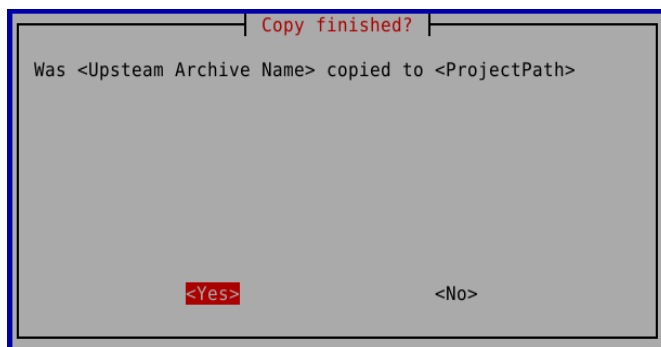 Copy finished?
Was <Upsteam Archive Name> copied to <ProjectPath>
<Yes> <No>